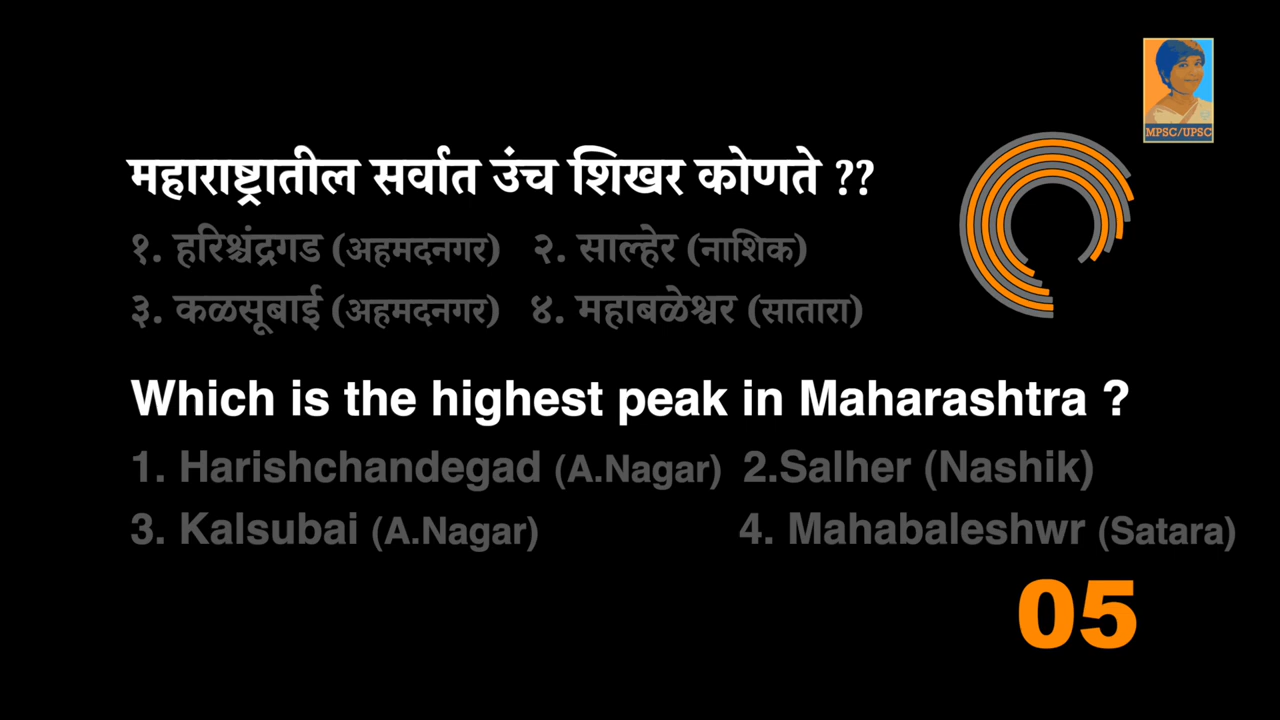 MPSC/UPSC
महाराष्ट्रातील सर्वात उंच शिखर कोणते ??
१. हरिश्चंद्रगड (अहमदनगर) २. साल्हेर (नाशिक)
३. कळसूबाई (अहमदनगर) ४. महाबळेश्वर (सातारा)
Which is the highest peak in Maharashtra ?
1. Harishchandegad (A.Nagar) 2.Salher (Nashik)
3. Kalsubai (A.Nagar) 4. Mahabaleshwr (Satara)
05